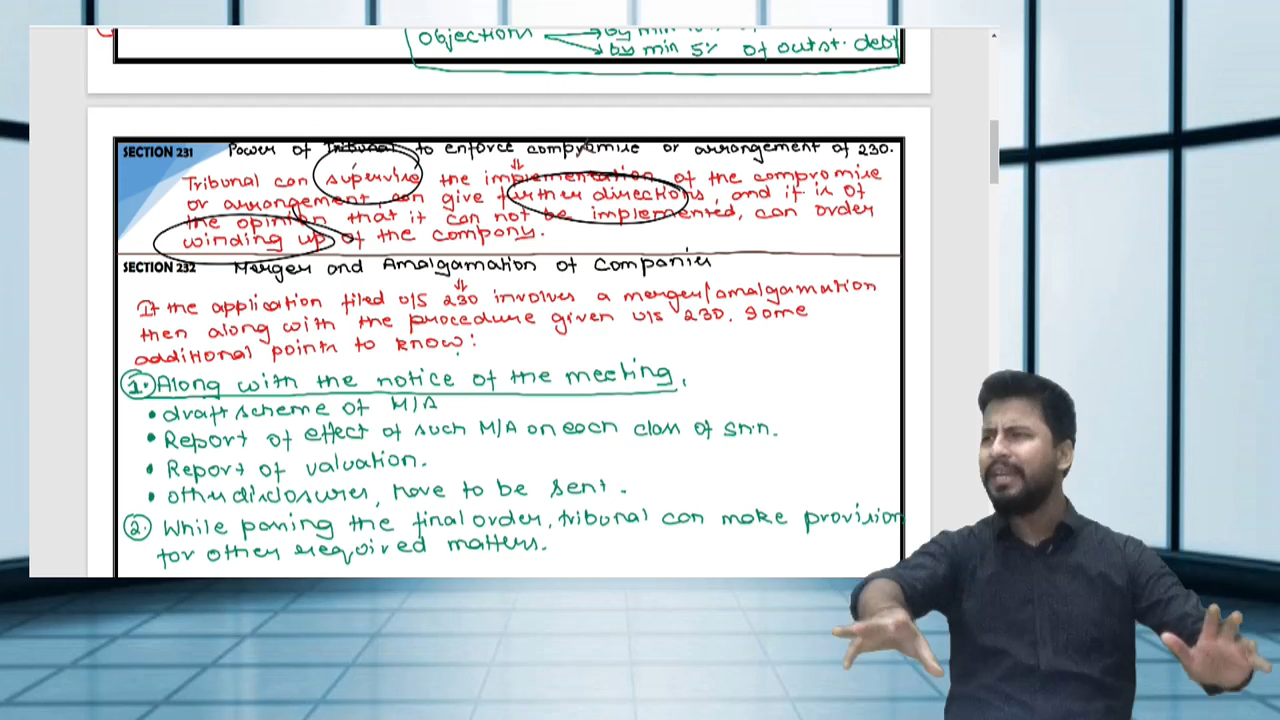 objections by min
by min 5% of outst. debt
SECTION 231 Power of Tribunal to enforce compromise or arrangement of 230.
Tribunal can supervise the implementation of the compromise
or arrangement, can give further directions, and if is of
the opinion that it can not be implemented, can order
winding up of the company.
SECTION 232 Merger and Amalgamation of Companies
If the application filed u/s 230 involves a merger/amalgamation
then along with the procedure given u/s 230. Some
additional points to know:
1. Along with the notice of the meeting,
• draft scheme of M/A
• Report of effect of such M/A on each class of
• Report of valuation.
• other disclosures, have to be sent.
2. While passing the final order, tribunal can make provision
for other required matters.